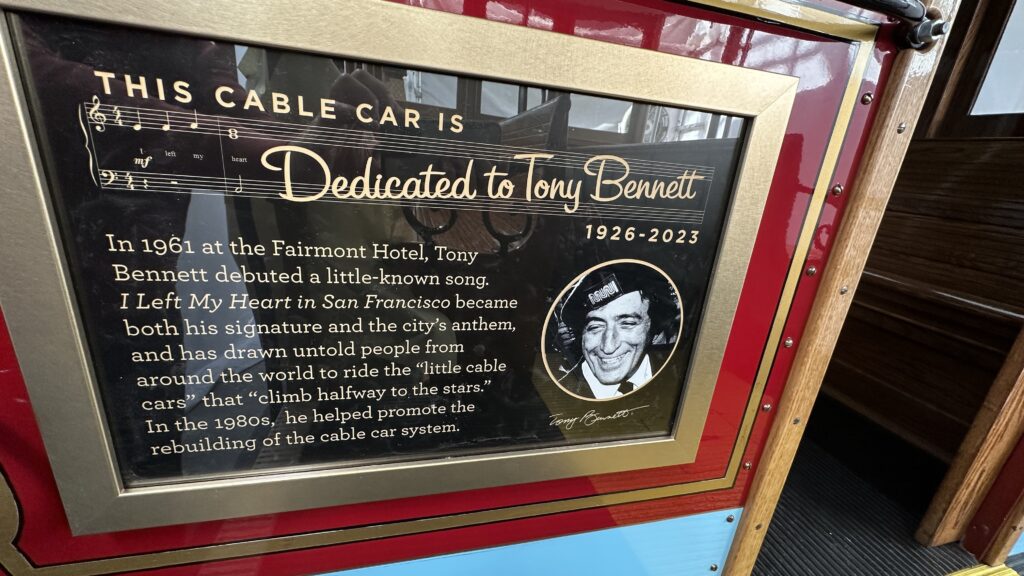 THIS CABLE CAR IS
mf
I left my heart
8
Dedicated to Tony Bennett
1926-2023
In 1961 at the Fairmont Hotel, Tony
Bennett debuted a little-known song.
I Left My Heart in San Francisco became
both his signature and the city's anthem,
and has drawn untold people from
around the world to ride the "little cable
cars" that "climb halfway to the stars."
In the 1980s, he helped promote the
rebuilding of the cable car system.
Tony Bennett